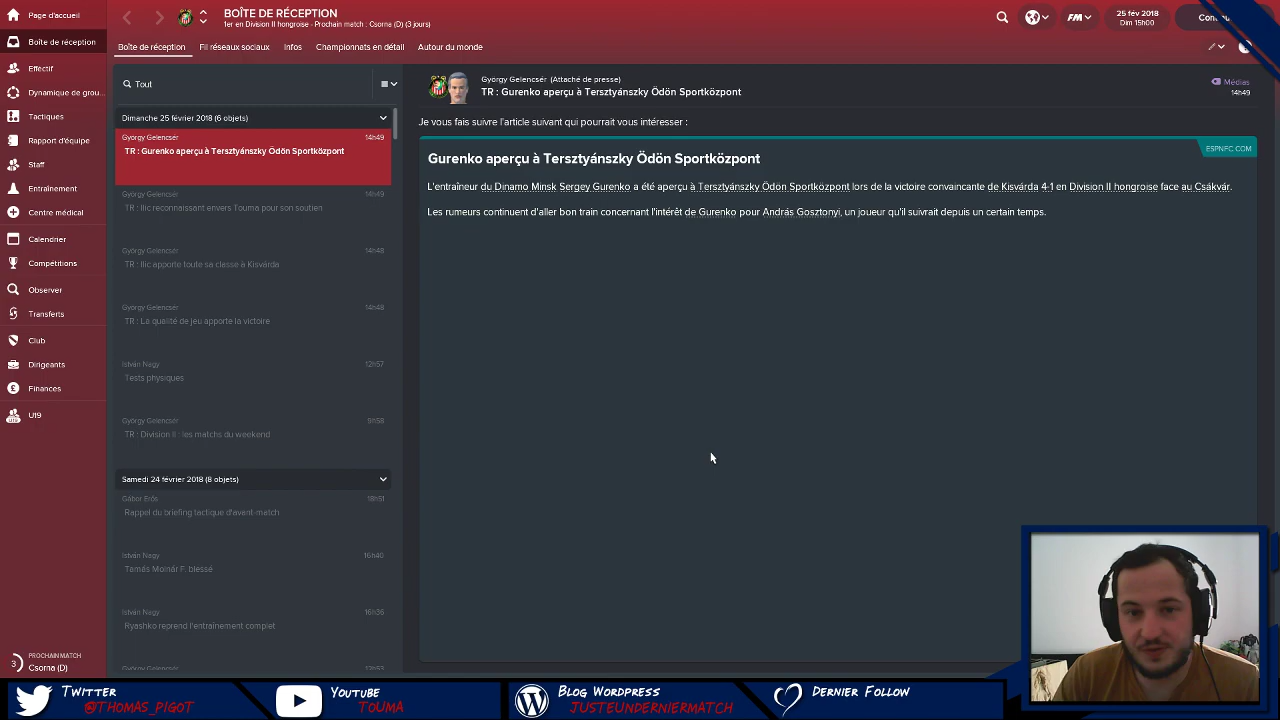 Page d'accueil
Boîte de réception
Effectif
Dynamique de grou...
Tactiques
Rapport d'équipe
Staff
Entraînement
Centre médical
Calendrier
Compétitions
Observer
Transferts
Club
Dirigeants
Finances
U19
3
PROCHAIN MATCH
Csorna (D)
BOÎTE DE RÉCEPTION
1er en Division II hongroise - Prochain match : Csorna (D) (3 jours)
FM
25 fév 2018
Dim 15h00
Boîte de réception
Fil réseaux sociaux
Infos
Championnats en détail
Autour du monde
Tout
Dimanche 25 février 2018 (6 objets)
György Gelencsér 14h49
TR : Gurenko aperçu à Tersztyánszky Ödön Sportközpont
György Gelencsér 14h49
TR : Ilic reconnaissant envers Touma pour son soutien
György Gelencsér 14h48
TR : Ilic apporte toute sa classe à Kisvárda
György Gelencsér 14h48
TR : La qualité de jeu apporte la victoire
István Nagy 12h57
Tests physiques
György Gelencsér 9h58
TR : Division II : les matchs du weekend
Samedi 24 février 2018 (8 objets)
Gábor Erős 18h51
Rappel du briefing tactique d'avant-match
István Nagy 16h40
Tamás Momár F. blessé
István Nagy 16h36
Ryashko reprend l'entraînement complet
György Gelencsér (Attaché de presse)
TR : Gurenko aperçu à Tersztyánszky Ödön Sportközpont
Médias
14h49
Je vous fais suivre l'article suivant qui pourrait vous intéresser :
ESPNFC.COM
Gurenko aperçu à Tersztyánszky Ödön Sportközpont
L'entraîneur du Dinamo Minsk Sergey Gurenko a été aperçu à Tersztyánszky Ödön Sportközpont lors de la victoire convaincante de Kisvárda 4-1 en Division II hongroise face au Csákvár.
Les rumeurs continuent d'aller bon train concernant l'intérêt de Gurenko pour András Gosztonyi, un joueur qu'il suivrait depuis un certain temps.
Twitter
@Thomas_Pigot
Youtube
Touma
Blog Wordpress
justeunderniermatch
Dernier Follow